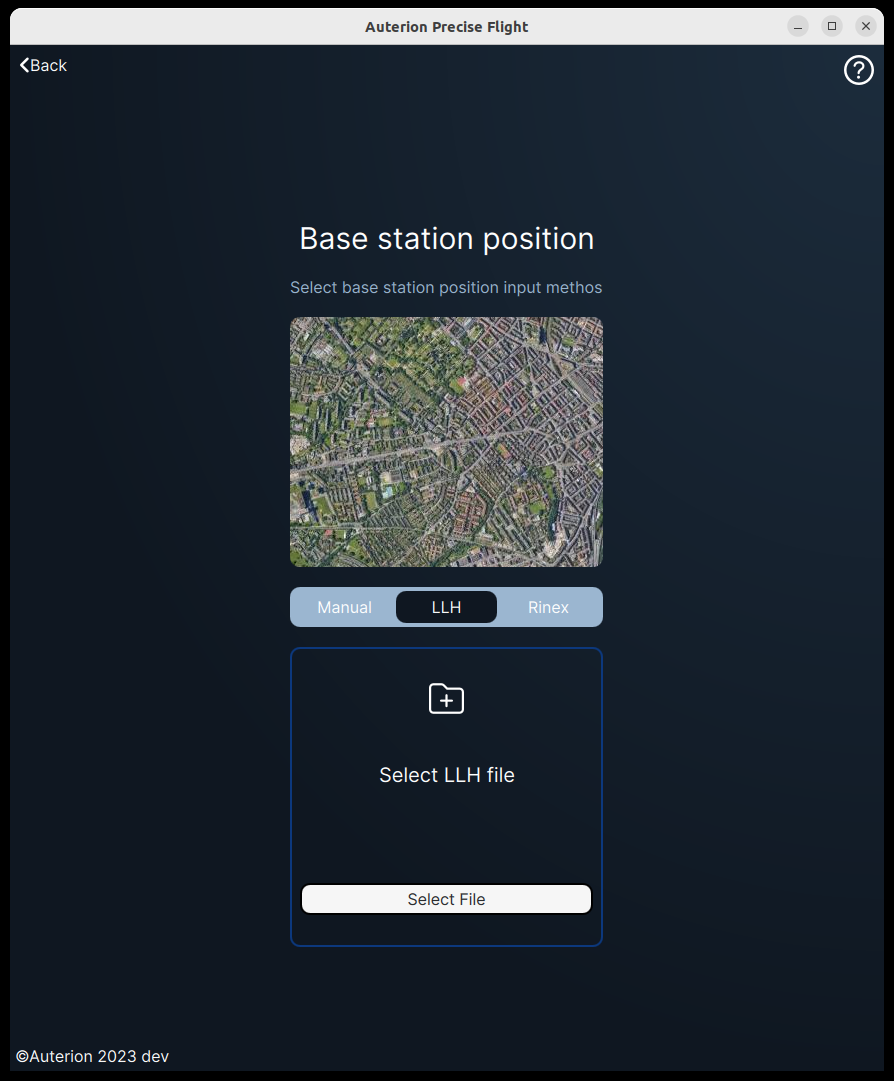 Auterion Precise Flight
Back
Base station position
Select base station position input methos
Manual LLH Rinex
Select LLH file
Select File
©Auterion 2023 dev